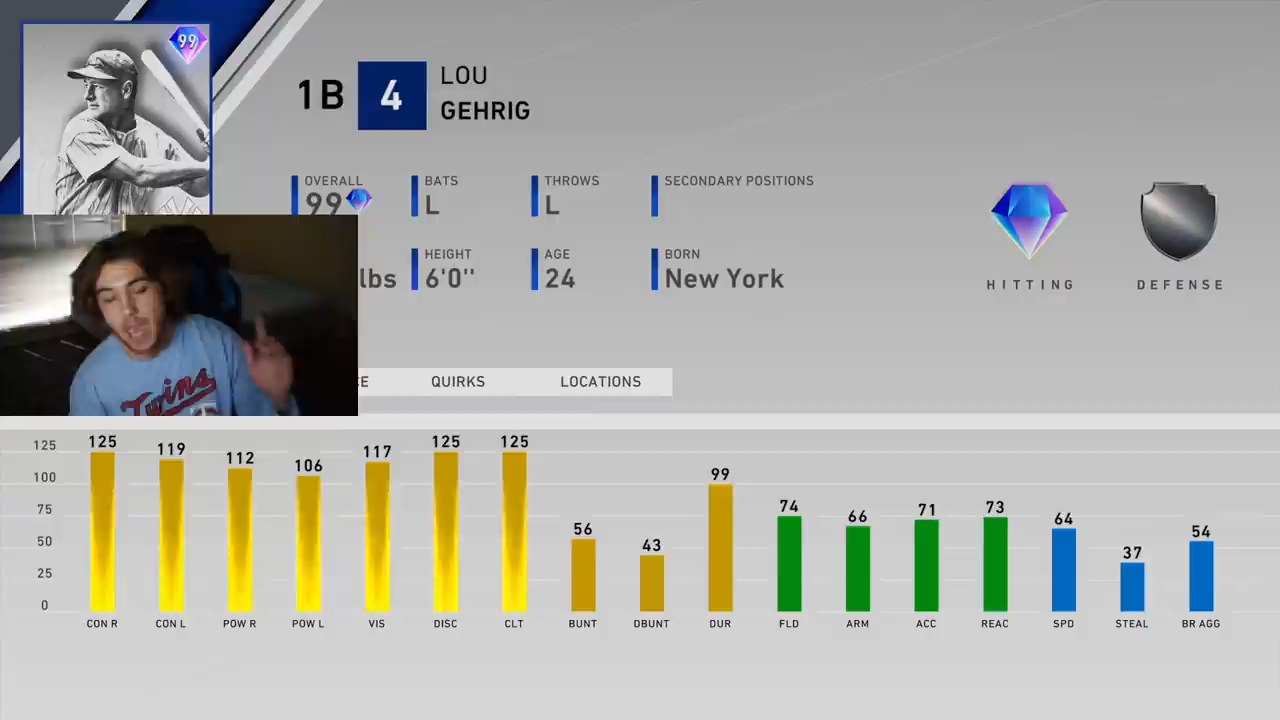 99
1B 4 LOU
GEHRIG
OVERALL BATS THROWS SECONDARY POSITIONS
99 L L
HEIGHT AGE BORN
lbs 6'0" 24 New York
HITTING DEFENSE
CE QUIRKS LOCATIONS
Twins
125 100 75 50 25 0
125 119 112 106 117 125 125 56 43 99 74 66 71 73 64 37 54
CON R CON L POW R POW L VIS DISC CLT BUNT DBUNT DUR FLD ARM ACC REAC SPD STEAL BR AGG